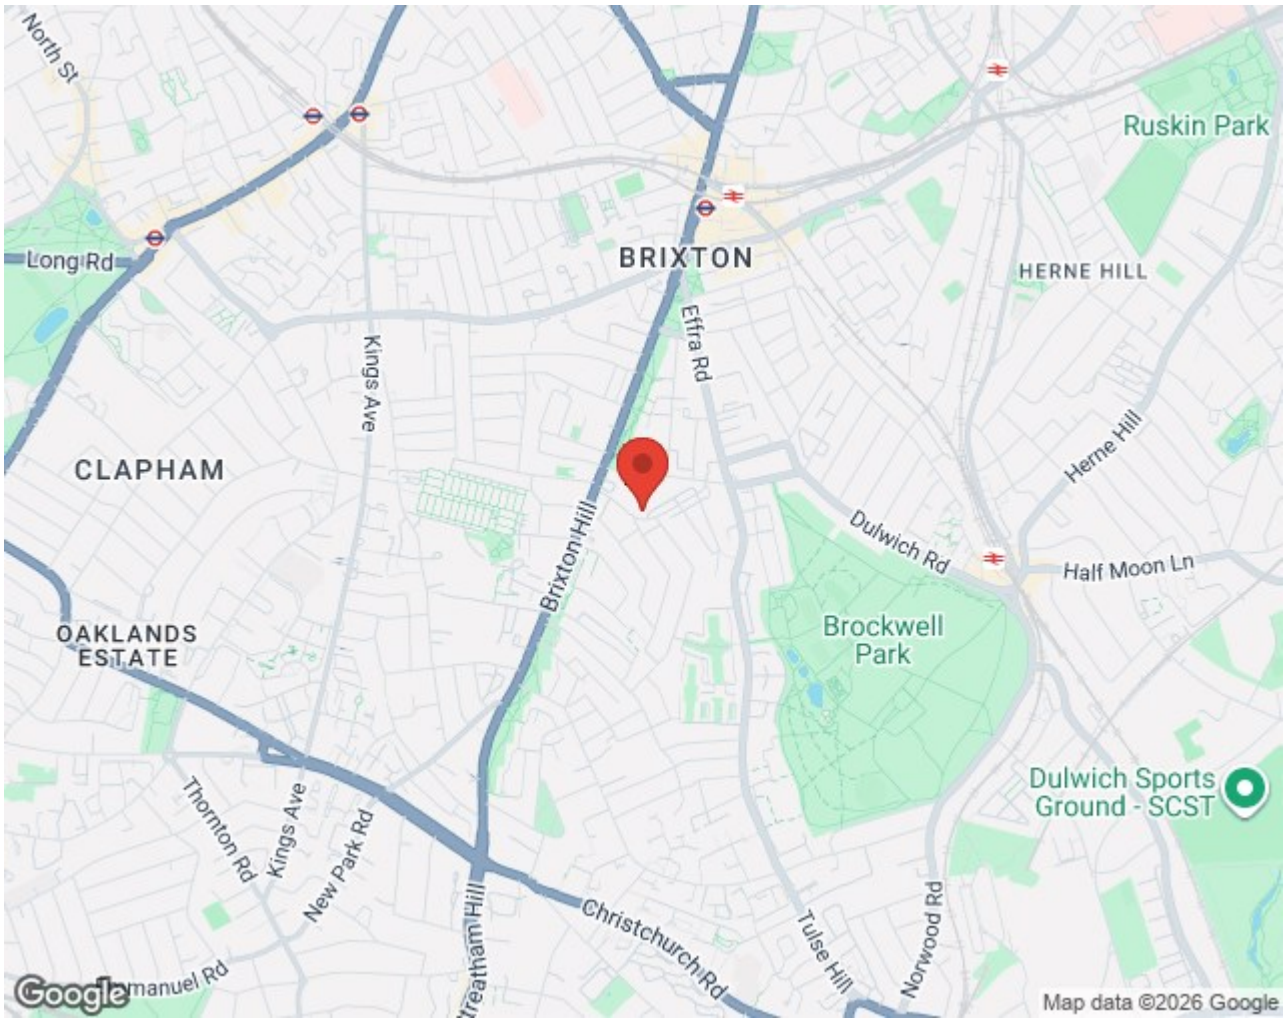 North St
Ruskin Park
Long Rd
BRIXTON
HERNE HILL
Effra Rd
Kings Ave
Herne Hill
CLAPHAM
Dulwich Rd
Half Moon Ln
Brixton Hill
OAKLANDS
ESTATE
Brockwell
Park
Dulwich Sports
Ground - SCST
Thornton Rd
Kings Ave
New Park Rd
Christchurch Rd
Tulse Hill
Norwood Rd
Streatham Hill
Emmanuel Rd
Google
Map data ©2026 Google